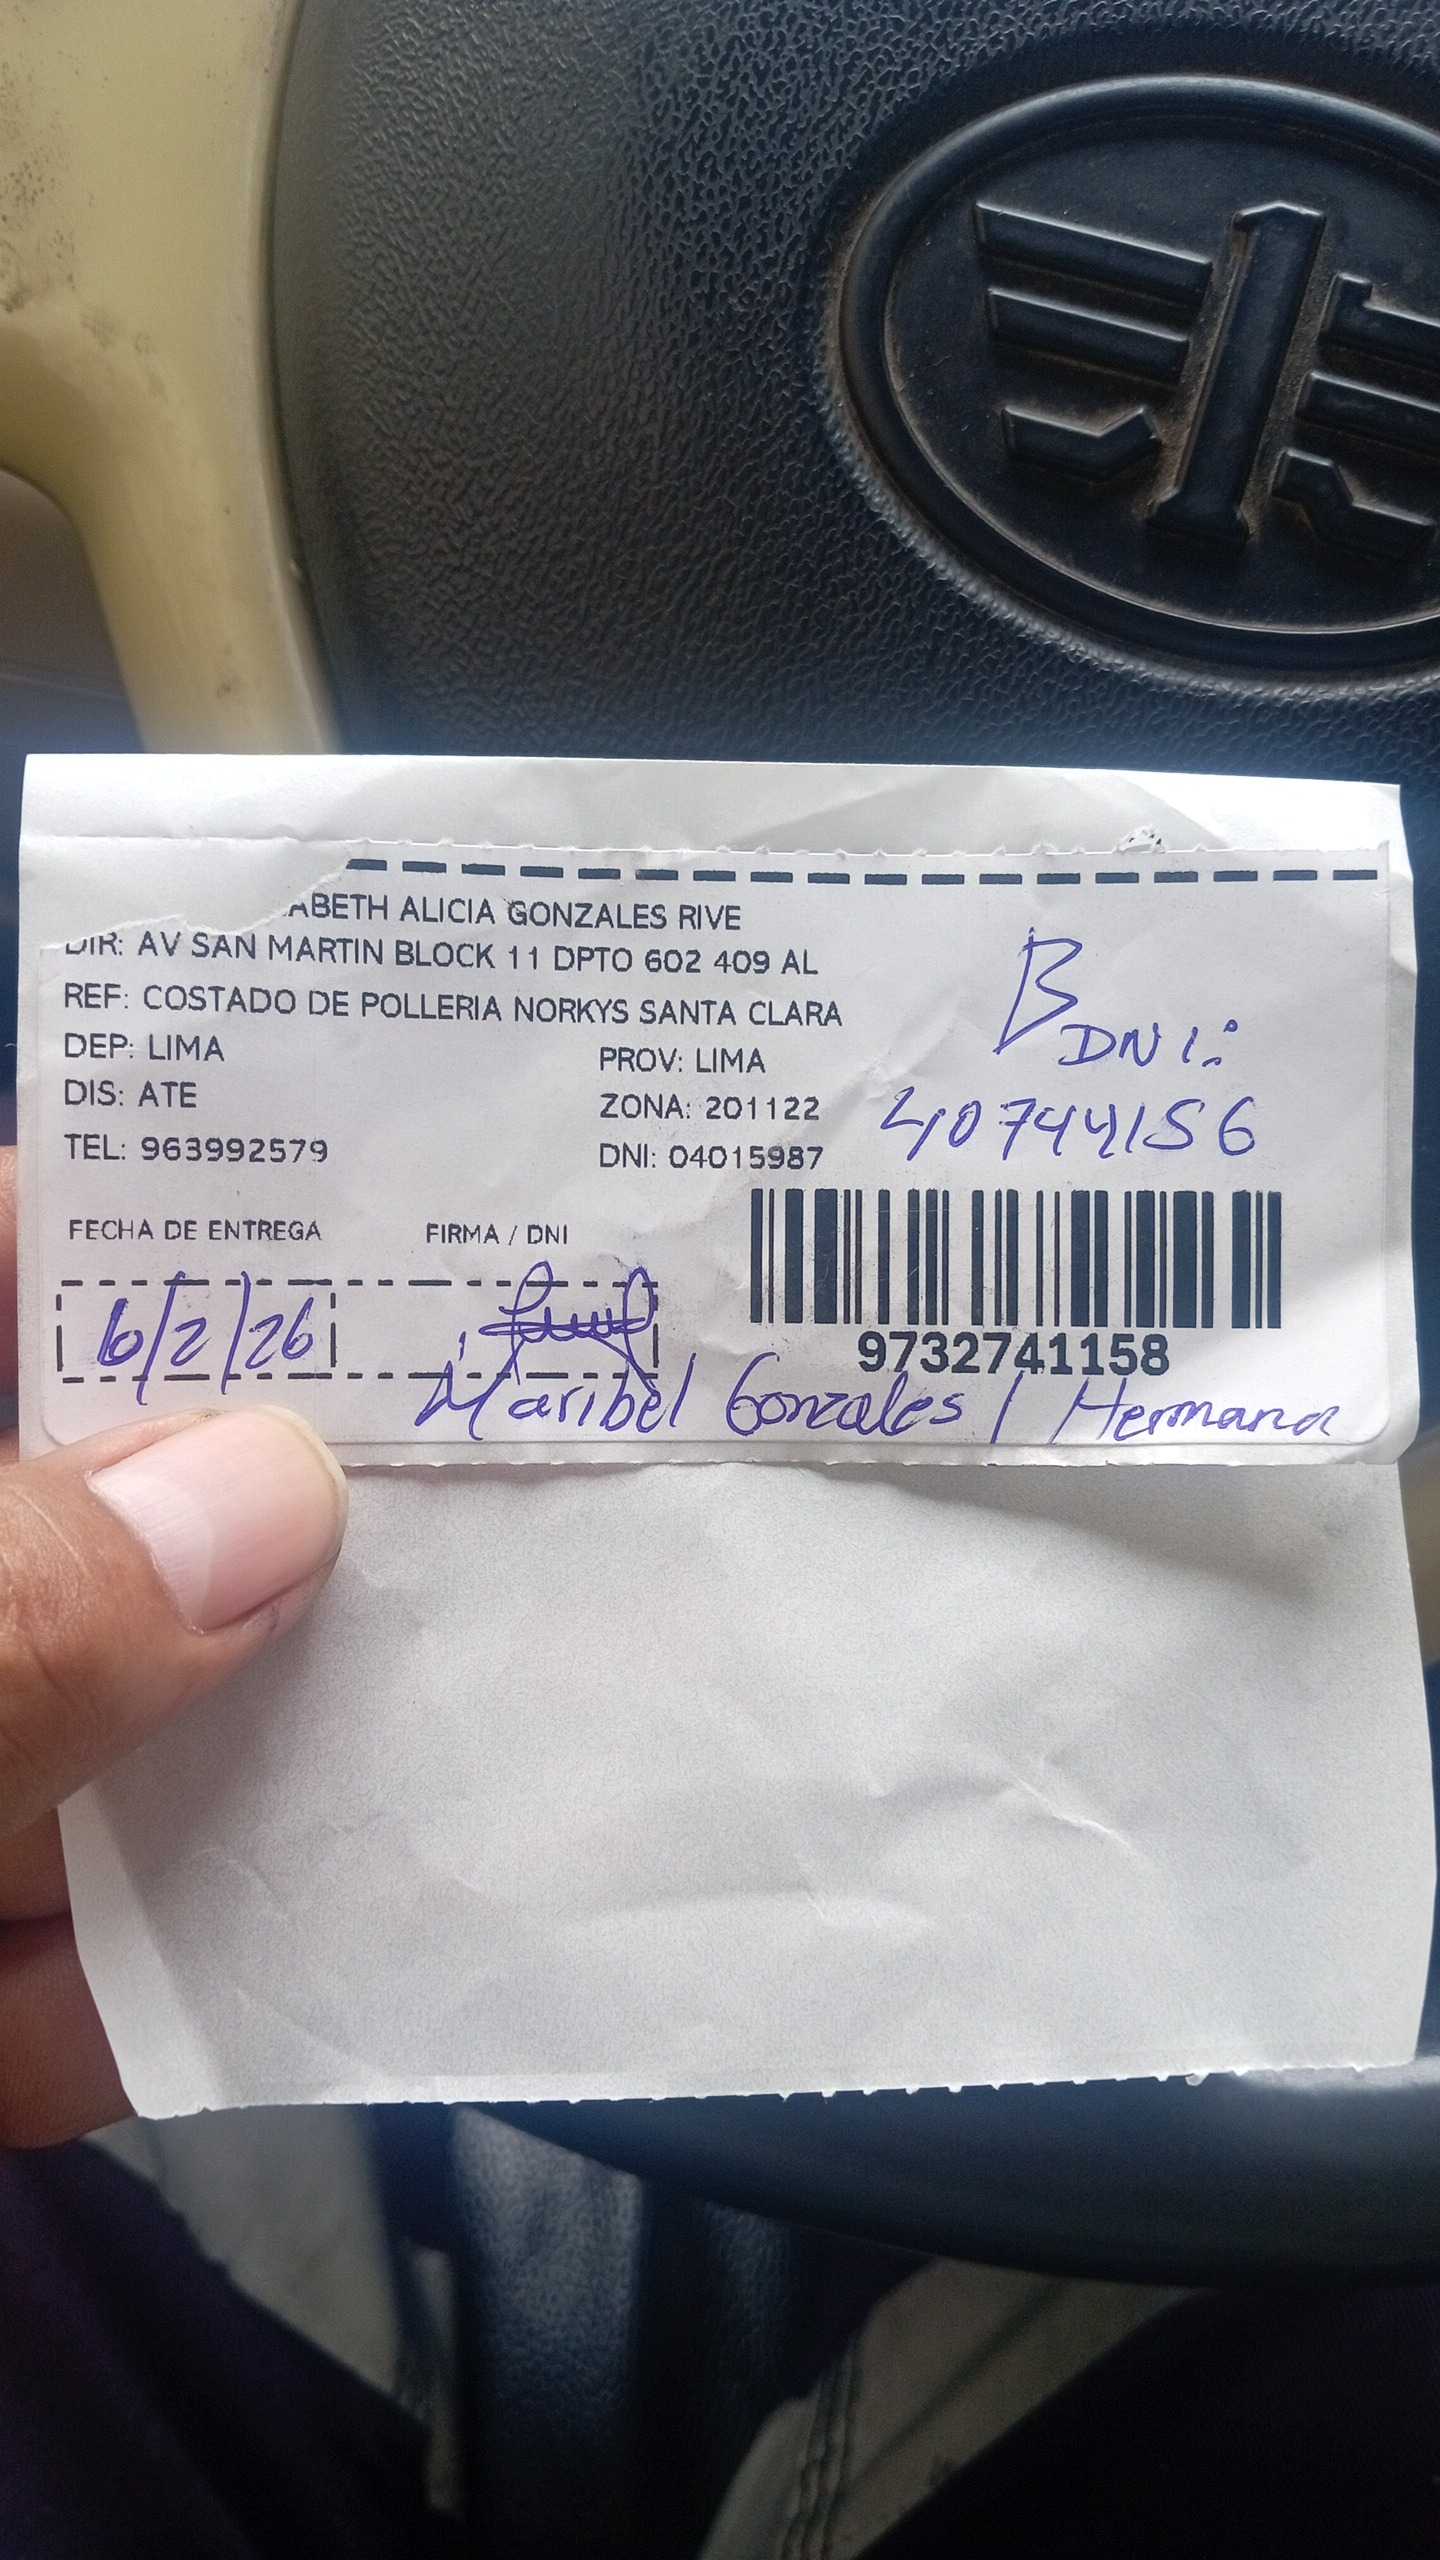 ABETH ALICIA GONZALES RIVE
DIR: AV SAN MARTIN BLOCK 11 DPTO 602 409 AL
REF: COSTADO DE POLLERIA NORKYS SANTA CLARA
DEP: LIMA PROV: LIMA
DIS: ATE ZONA: 201122
TEL: 963992579 DNI: 04015987
B
DNI:
40744156
FECHA DE ENTREGA FIRMA / DNI
6/2/26
9732741158
Maribel Gonzales / Hermana